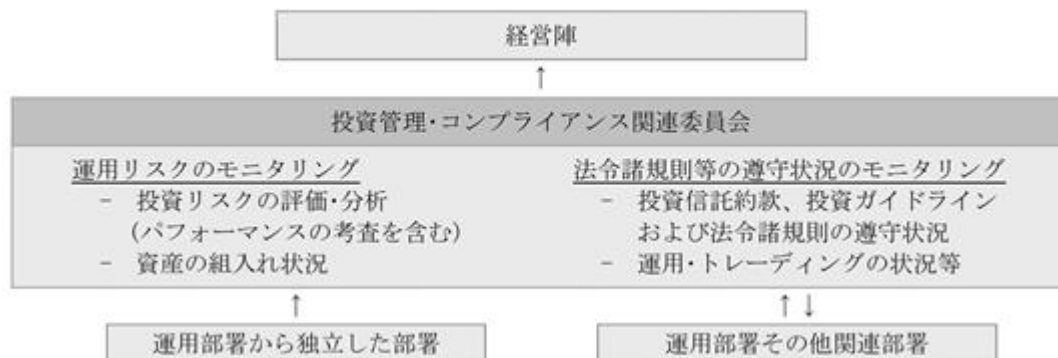 経営陣
↑
投資管理・コンプライアンス関連委員会
運用リスクのモニタリング
− 投資リスクの評価・分析
(パフォーマンスの考査を含む)
− 資産の組入れ状況
法令諸規則等の遵守状況のモニタリング
− 投資信託約款、投資ガイドライン
および法令諸規則の遵守状況
− 運用・トレーディングの状況等
↑
↑↓
運用部署から独立した部署
運用部署その他関連部署